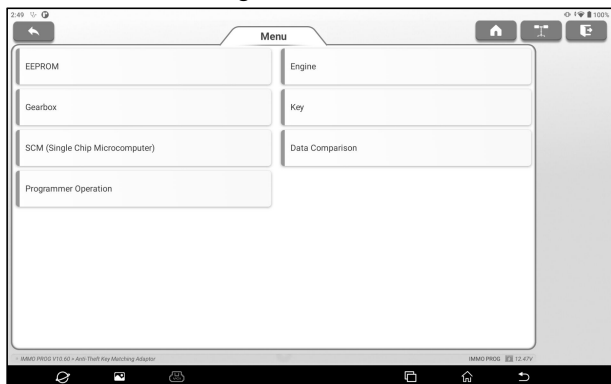 2:49
100%
Menu
EEPROM
Engine
Gearbox
Key
SCM (Single Chip Microcomputer)
Data Comparison
Programmer Operation
IMMO PROG V10.60 > Anti-Theft Key Matching Adaptor
IMMO PROG
12.47V